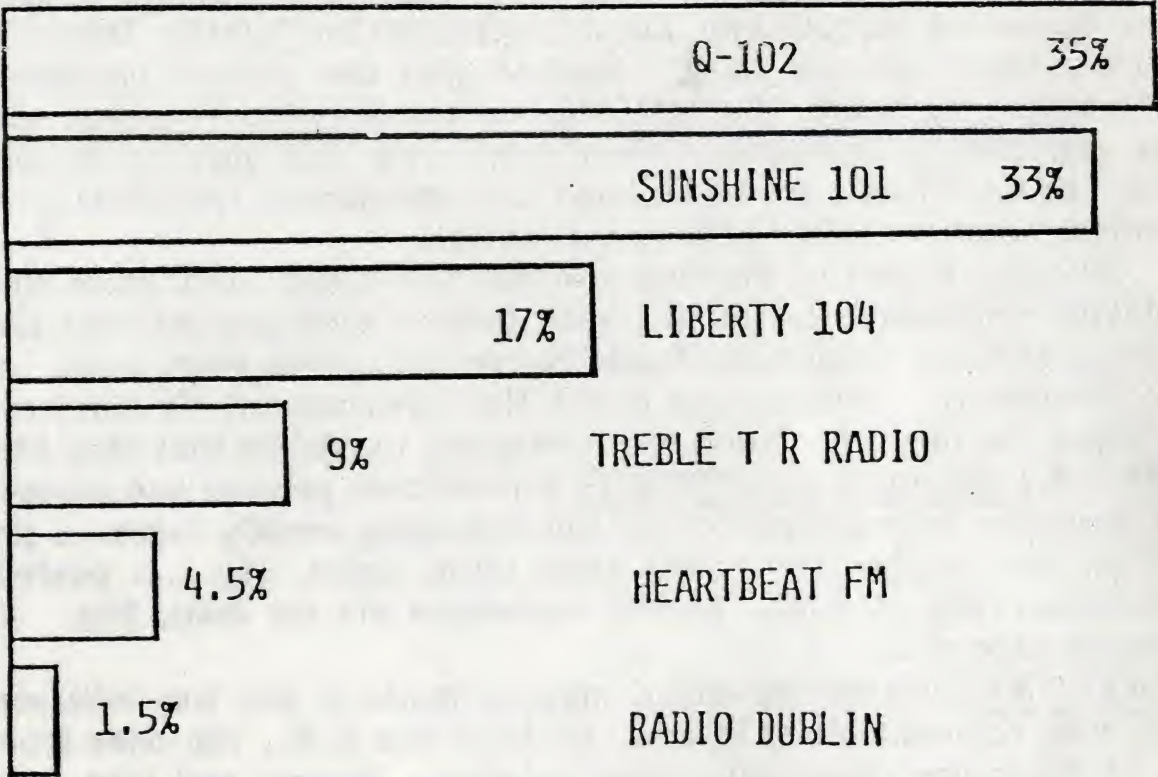 Q-102 35%
SUNSHINE 101 33%
17% LIBERTY 104
9% TREBLE T R RADIO
4.5% HEARTBEAT FM
1.5% RADIO DUBLIN